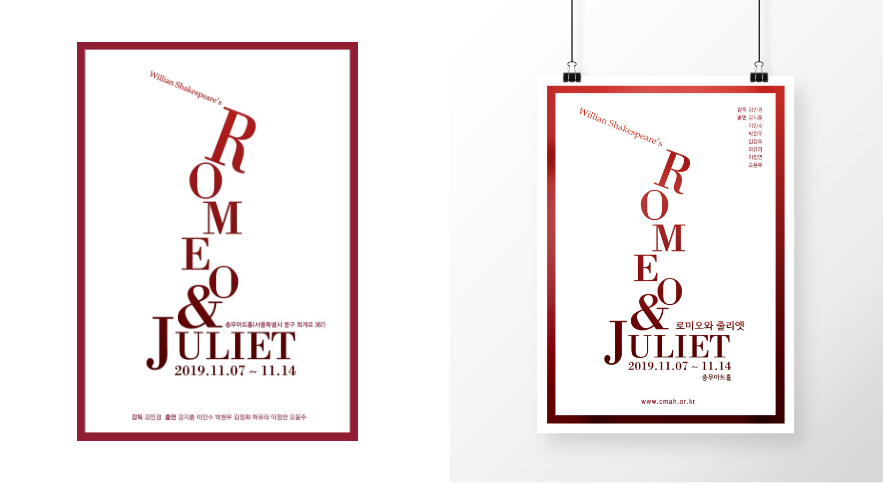 Willian Shakespeare's
ROMEO
&
충무아트홀(서울특별시 중구 퇴계로 387)
JULIET
2019.11.07 ~ 11.14
감독 김민경 출연 강지훈 이민수 박현우 김정희 하유리 이정연 오윤주
Willian Shakespeare's
감독 김민경
출연 강지훈
이민수
박현우
김정희
하유리
이정연
오윤주
ROMEO
&
로미오와 줄리엣
JULIET
2019.11.07 ~ 11.14
충무아트홀
www.cmah.or.kr